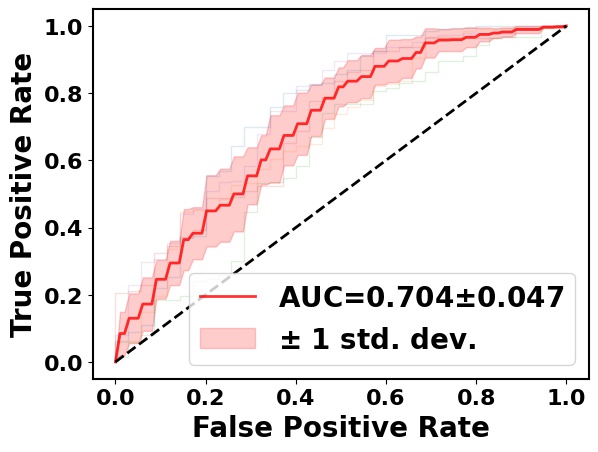 True Positive Rate
1.0
0.8
0.6
0.4
0.2
0.0
AUC=0.704±0.047
± 1 std. dev.
0.0 0.2 0.4 0.6 0.8 1.0
False Positive Rate